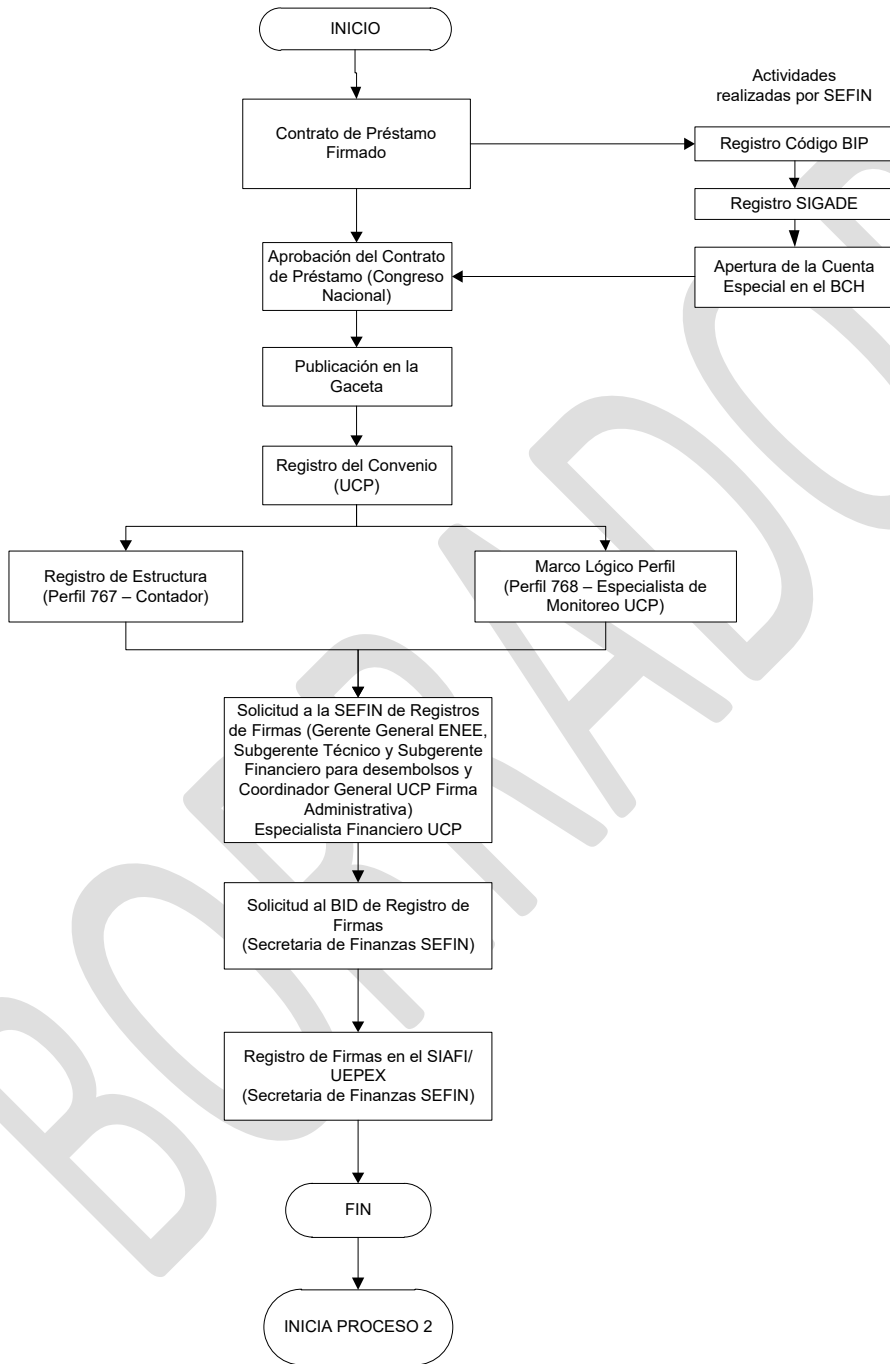 INICIO
Actividades
realizadas por SEFIN
Contrato de Préstamo
Firmado
Registro Código BIP
Registro SIGADE
Aprobación del Contrato
de Préstamo (Congreso
Nacional)
Apertura de la Cuenta
Especial en el BCH
Publicación en la
Gaceta
Registro del Convenio
(UCP)
Registro de Estructura
(Perfil 767 – Contador)
Marco Lógico Perfil
(Perfil 768 – Especialista de
Monitoreo UCP)
Solicitud a la SEFIN de Registros
de Firmas (Gerente General ENEE,
Subgerente Técnico y Subgerente
Financiero para desembolsos y
Coordinador General UCP Firma
Administrativa)
Especialista Financiero UCP
Solicitud al BID de Registro de
Firmas
(Secretaria de Finanzas SEFIN)
Registro de Firmas en el SIAFI/
UEPEX
(Secretaria de Finanzas SEFIN)
FIN
INICIA PROCESO 2
BORRADOR